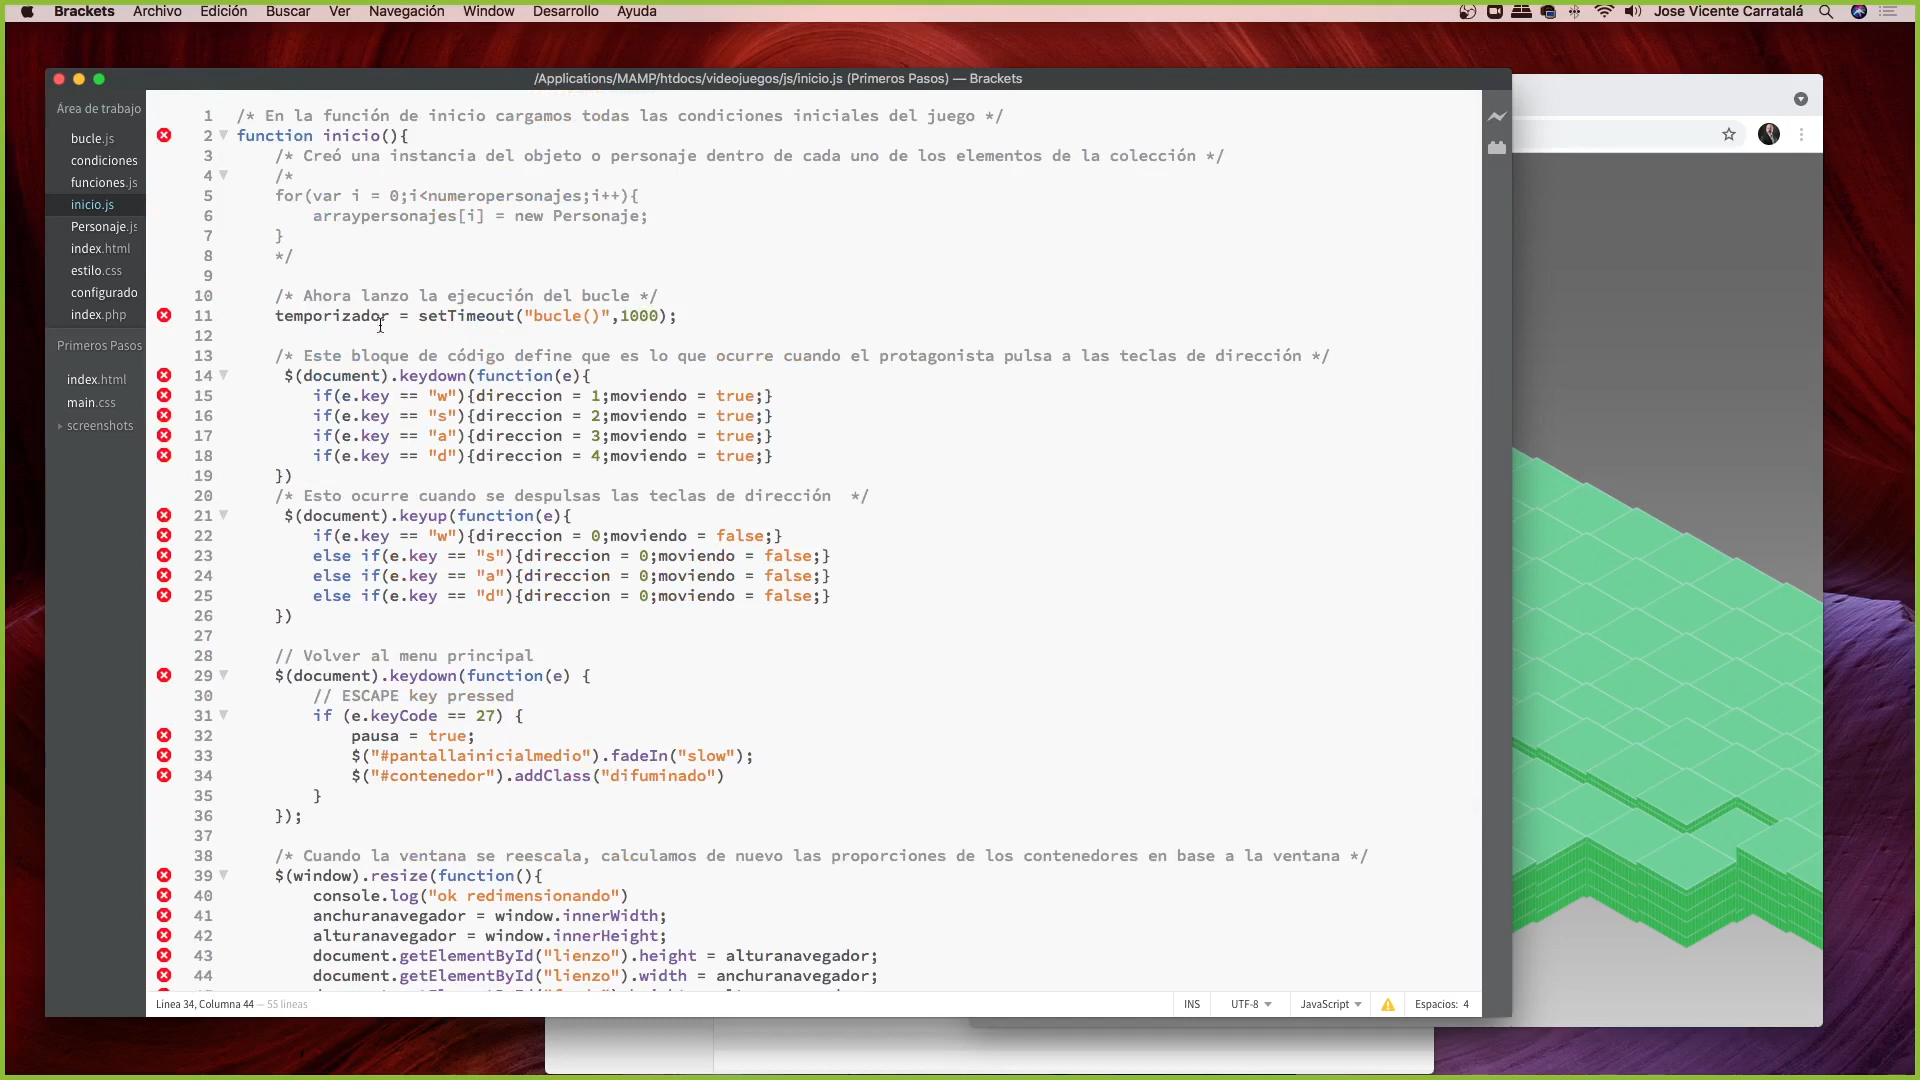 Brackets Archivo Edición Buscar Ver Navegación Window Desarrollo Ayuda
Jose Vicente Carratalá
/Applications/MAMP/htdocs/videojuegos/js/inicio.js (Primeros Pasos) — Brackets
Área de trabajo
bucle.js
condiciones
funciones.js
inicio.js
Personaje.js
index.html
estilo.css
configurado
index.php
Primeros Pasos
index.html
main.css
screenshots
1 /* En la función de inicio cargamos todas las condiciones iniciales del juego */
2 function inicio(){
3 /* Creó una instancia del objeto o personaje dentro de cada uno de los elementos de la colección */
4 /*
5 for(var i = 0;i<numeropersonajes;i++){
6 arraypersonajes[i] = new Personaje;
7 }
8 */
9
10 /* Ahora lanzo la ejecución del bucle */
11 temporizador = setTimeout("bucle()",1000);
12
13 /* Este bloque de código define que es lo que ocurre cuando el protagonista pulsa a las teclas de dirección */
14 $(document).keydown(function(e){
15 if(e.key == "w"){direccion = 1;moviendo = true;}
16 if(e.key == "s"){direccion = 2;moviendo = true;}
17 if(e.key == "a"){direccion = 3;moviendo = true;}
18 if(e.key == "d"){direccion = 4;moviendo = true;}
19 })
20 /* Esto ocurre cuando se despulsas las teclas de dirección  */
21 $(document).keyup(function(e){
22 if(e.key == "w"){direccion = 0;moviendo = false;}
23 else if(e.key == "s"){direccion = 0;moviendo = false;}
24 else if(e.key == "a"){direccion = 0;moviendo = false;}
25 else if(e.key == "d"){direccion = 0;moviendo = false;}
26 })
27
28 // Volver al menu principal
29 $(document).keydown(function(e) {
30 // ESCAPE key pressed
31 if (e.keyCode == 27) {
32 pausa = true;
33 $("#pantallainicialmedio").fadeIn("slow");
34 $("#contenedor").addClass("difuminado")
35 }
36 });
37
38 /* Cuando la ventana se reescala, calculamos de nuevo las proporciones de los contenedores en base a la ventana */
39 $(window).resize(function(){
40 console.log("ok redimensionando")
41 anchuranavegador = window.innerWidth;
42 alturanavegador = window.innerHeight;
43 document.getElementById("lienzo").height = alturanavegador;
44 document.getElementById("lienzo").width = anchuranavegador;
Línea 34, Columna 44 — 55 líneas
INS UTF-8 JavaScript Espacios: 4